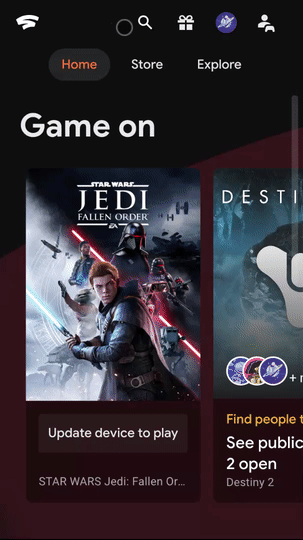 Home
Store
Explore
Game on
STAR WARS
JEDI
FALLEN ORDER
EA
DESTI
+
Update device to play
STAR WARS Jedi: Fallen Or...
Find people t
See public
2 open
Destiny 2